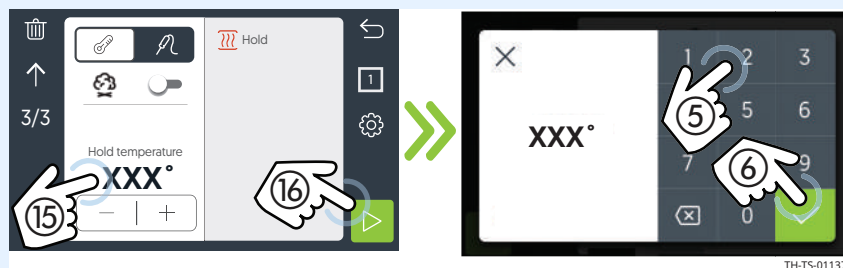 Hold
1
3/3
Hold temperature
XXX°
15
16
XXX°
1 2 3
5 6
5
7 9
6
0
TH-TS-01137